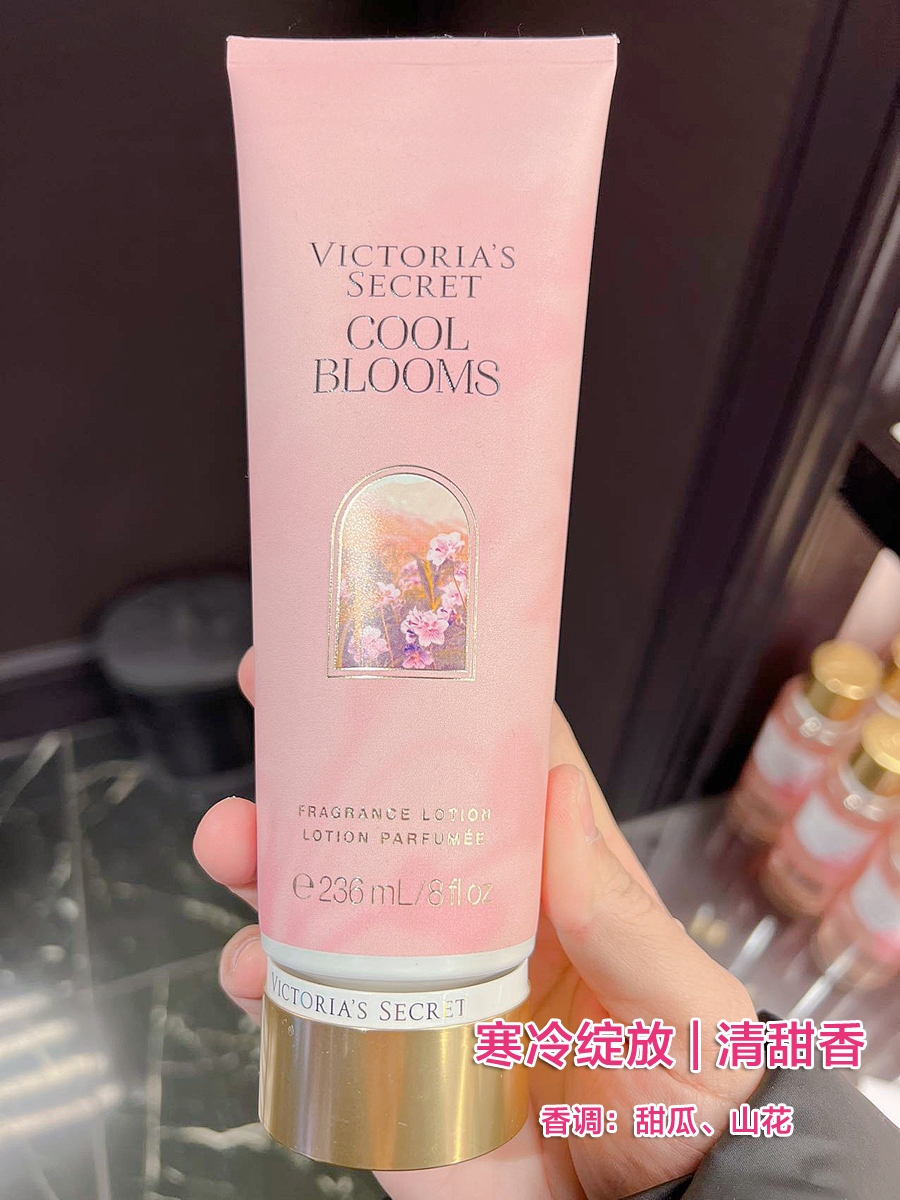 VICTORIA'S
SECRET
COOL
BLOOMS
FRAGRANCE LOTION
LOTION PARFUMÉE
℮ 236 mL/8 fl oz
VICTORIA'S SECRET
寒冷绽放 | 清甜香
香调：甜瓜、山花